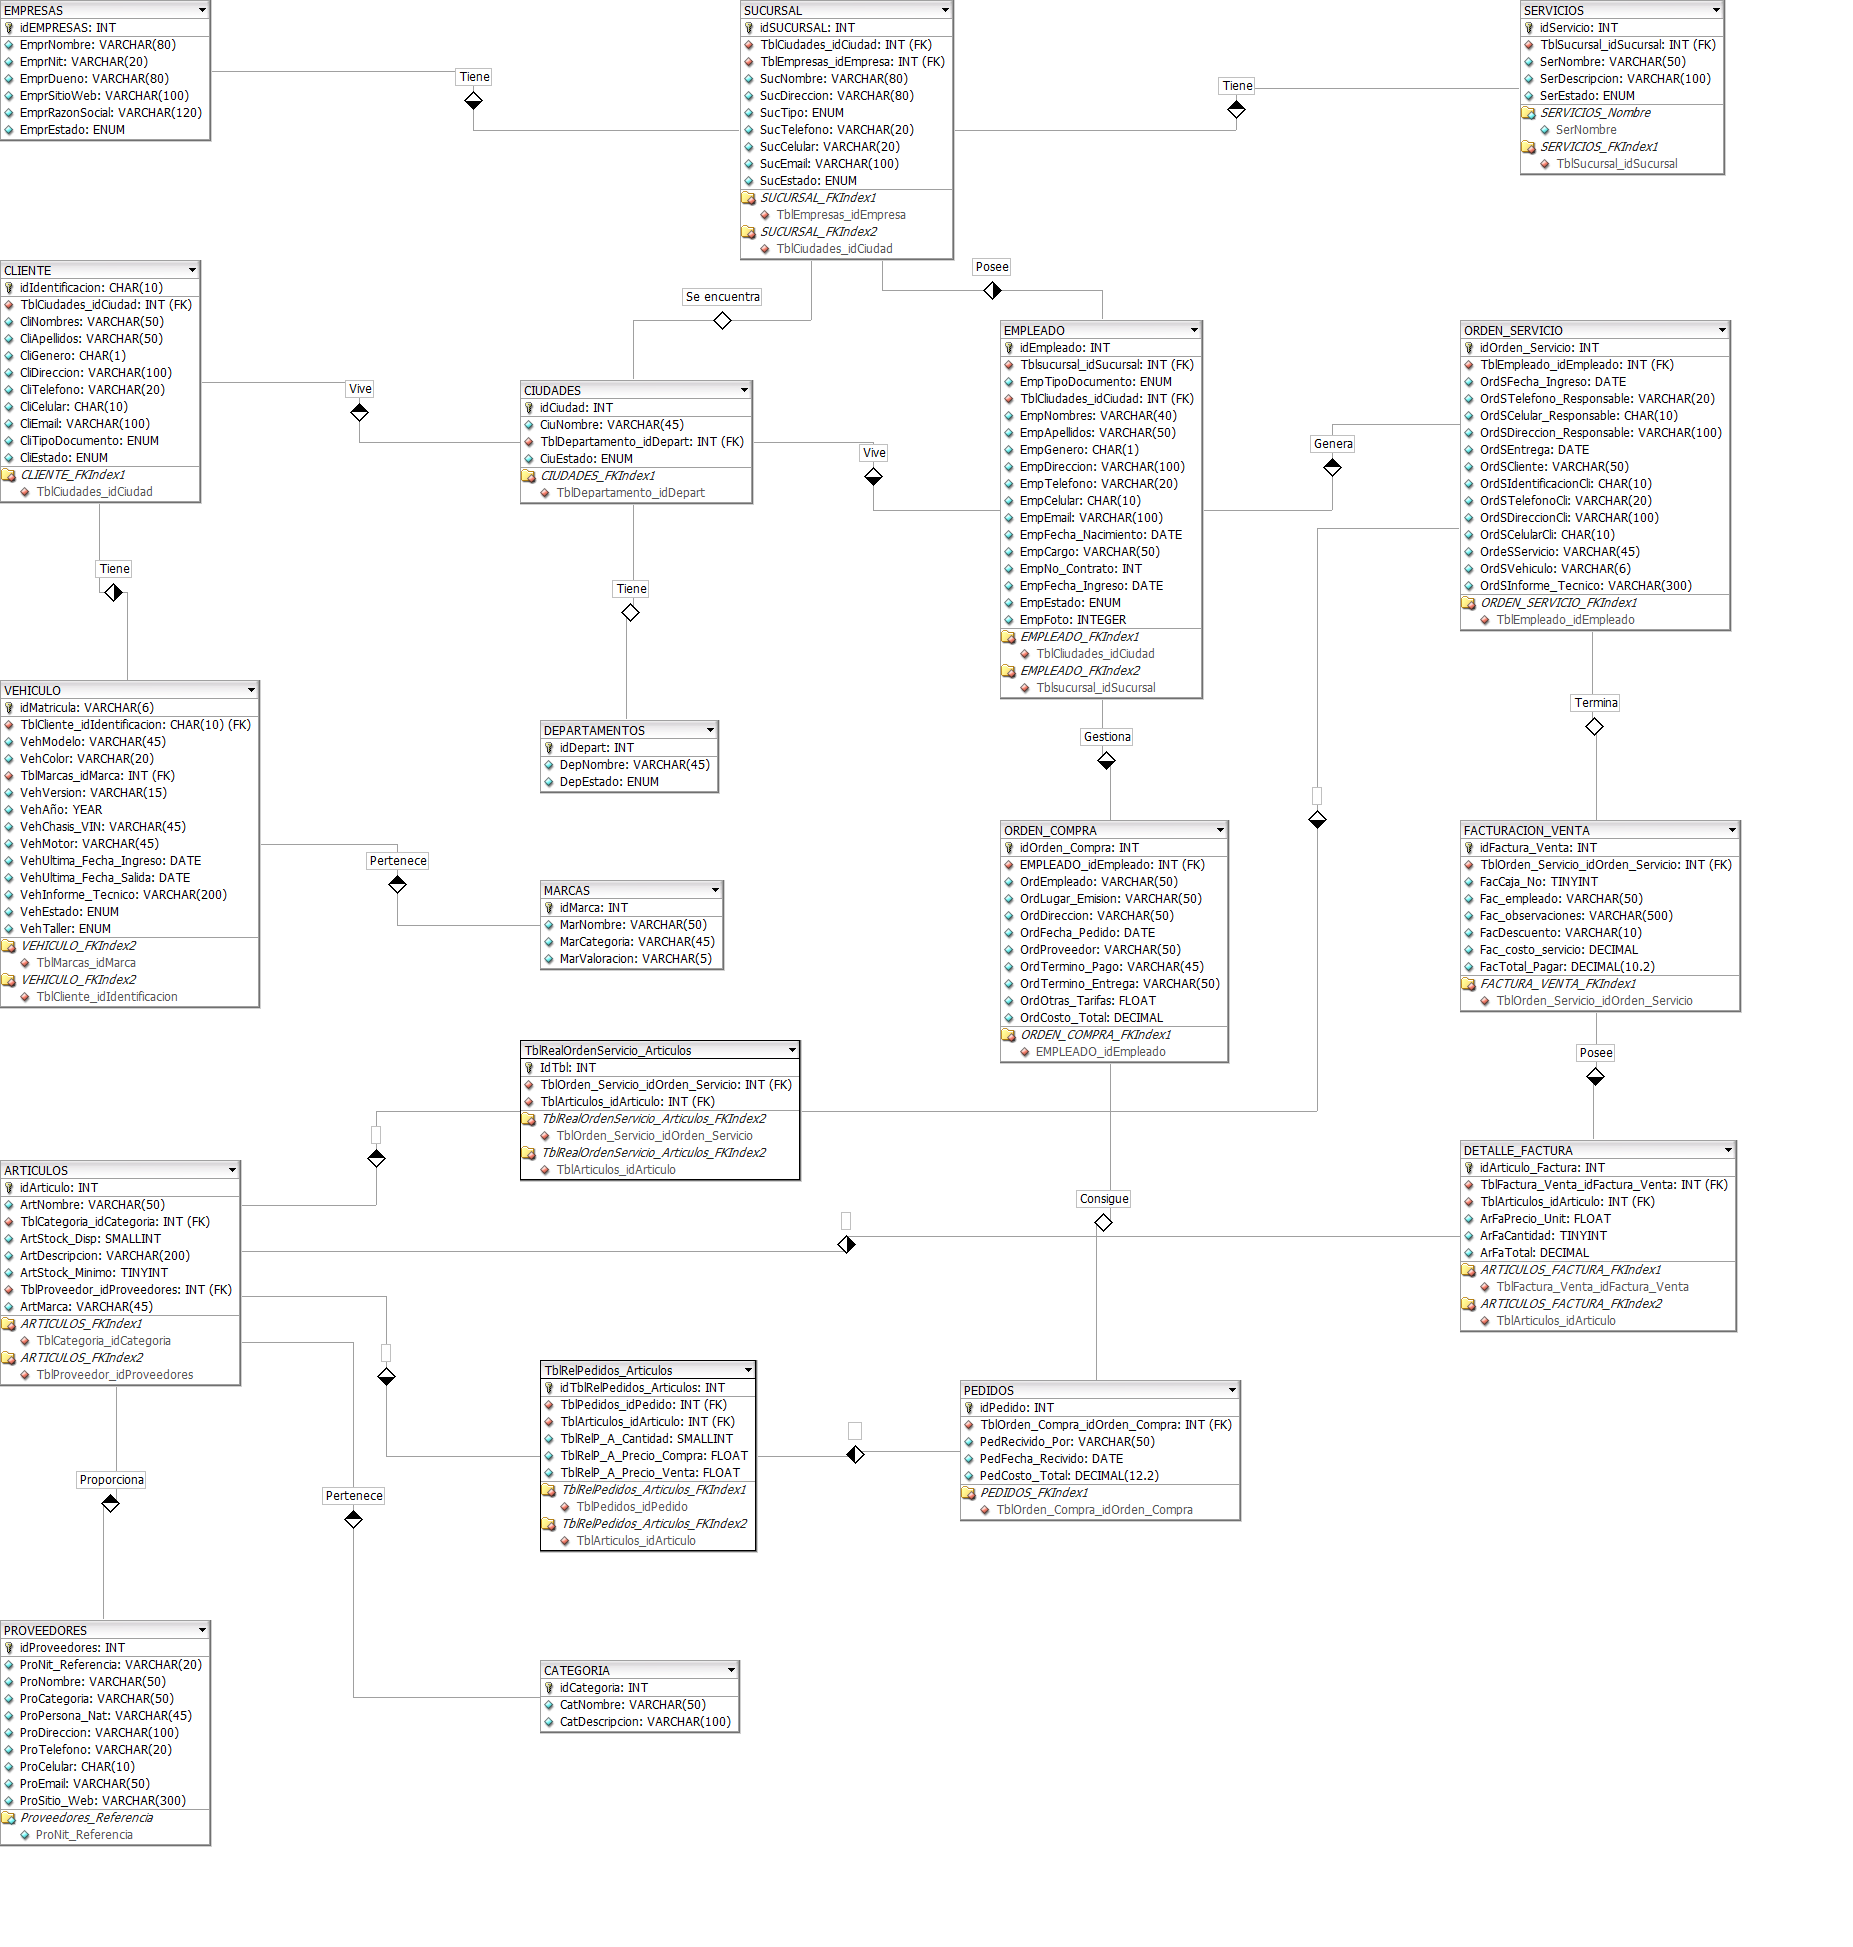 EMPRESAS
idEMPRESAS: INT
EmprNombre: VARCHAR(80)
EmprNit: VARCHAR(20)
EmprDueno: VARCHAR(80)
EmprSitioWeb: VARCHAR(100)
EmprRazonSocial: VARCHAR(120)
EmprEstado: ENUM
Tiene
SUCURSAL
idSUCURSAL: INT
TblCiudades_idCiudad: INT (FK)
TblEmpresas_idEmpresa: INT (FK)
SucNombre: VARCHAR(80)
SucDireccion: VARCHAR(80)
SucTipo: ENUM
SucTelefono: VARCHAR(20)
SucCelular: VARCHAR(20)
SucEmail: VARCHAR(100)
SucEstado: ENUM
SUCURSAL_FKIndex1
TblEmpresas_idEmpresa
SUCURSAL_FKIndex2
TblCiudades_idCiudad
Tiene
SERVICIOS
idServicio: INT
TblSucursal_idSucursal: INT (FK)
SerNombre: VARCHAR(50)
SerDescripcion: VARCHAR(100)
SerEstado: ENUM
SERVICIOS_Nombre
SerNombre
SERVICIOS_FKIndex1
TblSucursal_idSucursal
CLIENTE
idIdentificacion: CHAR(10)
TblCiudades_idCiudad: INT (FK)
CliNombres: VARCHAR(50)
CliApellidos: VARCHAR(50)
CliGenero: CHAR(1)
CliDireccion: VARCHAR(100)
CliTelefono: VARCHAR(20)
CliCelular: CHAR(10)
CliEmail: VARCHAR(100)
CliTipoDocumento: ENUM
CliEstado: ENUM
CLIENTE_FKIndex1
TblCiudades_idCiudad
Vive
Se encuentra
Posee
CIUDADES
idCiudad: INT
CiuNombre: VARCHAR(45)
TblDepartamento_idDepart: INT (FK)
CiuEstado: ENUM
CIUDADES_FKIndex1
TblDepartamento_idDepart
Vive
EMPLEADO
idEmpleado: INT
Tblsucursal_idSucursal: INT (FK)
EmpTipoDocumento: ENUM
TblCliudades_idCiudad: INT (FK)
EmpNombres: VARCHAR(40)
EmpApellidos: VARCHAR(50)
EmpGenero: CHAR(1)
EmpDireccion: VARCHAR(100)
EmpTelefono: VARCHAR(20)
EmpCelular: CHAR(10)
EmpEmail: VARCHAR(100)
EmpFecha_Nacimiento: DATE
EmpCargo: VARCHAR(50)
EmpNo_Contrato: INT
EmpFecha_Ingreso: DATE
EmpEstado: ENUM
EmpFoto: INTEGER
EMPLEADO_FKIndex1
TblCliudades_idCiudad
EMPLEADO_FKIndex2
Tblsucursal_idSucursal
Genera
ORDEN_SERVICIO
idOrden_Servicio: INT
TblEmpleado_idEmpleado: INT (FK)
OrdSFecha_Ingreso: DATE
OrdSTelefono_Responsable: VARCHAR(20)
OrdSCelular_Responsable: CHAR(10)
OrdSDireccion_Responsable: VARCHAR(100)
OrdSEntrega: DATE
OrdSCliente: VARCHAR(50)
OrdSIdentificacionCli: CHAR(10)
OrdSTelefonoCli: VARCHAR(20)
OrdSDireccionCli: VARCHAR(100)
OrdSCelularCli: CHAR(10)
OrdeSServicio: VARCHAR(45)
OrdSVehiculo: VARCHAR(6)
OrdSInforme_Tecnico: VARCHAR(300)
ORDEN_SERVICIO_FKIndex1
TblEmpleado_idEmpleado
Tiene
Tiene
VEHICULO
idMatricula: VARCHAR(6)
TblCliente_idIdentificacion: CHAR(10) (FK)
VehModelo: VARCHAR(45)
VehColor: VARCHAR(20)
TblMarcas_idMarca: INT (FK)
VehVersion: VARCHAR(15)
VehAño: YEAR
VehChasis_VIN: VARCHAR(45)
VehMotor: VARCHAR(45)
VehUltima_Fecha_Ingreso: DATE
VehUltima_Fecha_Salida: DATE
VehInforme_Tecnico: VARCHAR(200)
VehEstado: ENUM
VehTaller: ENUM
VEHICULO_FKIndex2
TblMarcas_idMarca
VEHICULO_FKIndex2
TblCliente_idIdentificacion
DEPARTAMENTOS
idDepart: INT
DepNombre: VARCHAR(45)
DepEstado: ENUM
Pertenece
MARCAS
idMarca: INT
MarNombre: VARCHAR(50)
MarCategoria: VARCHAR(45)
MarValoracion: VARCHAR(5)
Gestiona
ORDEN_COMPRA
idOrden_Compra: INT
EMPLEADO_idEmpleado: INT (FK)
OrdEmpleado: VARCHAR(50)
OrdLugar_Emision: VARCHAR(50)
OrdDireccion: VARCHAR(50)
OrdFecha_Pedido: DATE
OrdProveedor: VARCHAR(50)
OrdTermino_Pago: VARCHAR(45)
OrdTermino_Entrega: VARCHAR(50)
OrdOtras_Tarifas: FLOAT
OrdCosto_Total: DECIMAL
ORDEN_COMPRA_FKIndex1
EMPLEADO_idEmpleado
Termina
FACTURACION_VENTA
idFactura_Venta: INT
TblOrden_Servicio_idOrden_Servicio: INT (FK)
FacCaja_No: TINYINT
Fac_empleado: VARCHAR(50)
Fac_observaciones: VARCHAR(500)
FacDescuento: VARCHAR(10)
Fac_costo_servicio: DECIMAL
FacTotal_Pagar: DECIMAL(10.2)
FACTURA_VENTA_FKIndex1
TblOrden_Servicio_idOrden_Servicio
Posee
TblRealOrdenServicio_Articulos
IdTbl: INT
TblOrden_Servicio_idOrden_Servicio: INT (FK)
TblArticulos_idArticulo: INT (FK)
TblRealOrdenServicio_Articulos_FKIndex2
TblOrden_Servicio_idOrden_Servicio
TblRealOrdenServicio_Articulos_FKIndex2
TblArticulos_idArticulo
ARTICULOS
idArticulo: INT
ArtNombre: VARCHAR(50)
TblCategoria_idCategoria: INT (FK)
ArtStock_Disp: SMALLINT
ArtDescripcion: VARCHAR(200)
ArtStock_Minimo: TINYINT
TblProveedor_idProveedores: INT (FK)
ArtMarca: VARCHAR(45)
ARTICULOS_FKIndex1
TblCategoria_idCategoria
ARTICULOS_FKIndex2
TblProveedor_idProveedores
Consigue
DETALLE_FACTURA
idArticulo_Factura: INT
TblFactura_Venta_idFactura_Venta: INT (FK)
TblArticulos_idArticulo: INT (FK)
ArFaPrecio_Unit: FLOAT
ArFaCantidad: TINYINT
ArFaTotal: DECIMAL
ARTICULOS_FACTURA_FKIndex1
TblFactura_Venta_idFactura_Venta
ARTICULOS_FACTURA_FKIndex2
TblArticulos_idArticulo
TblRelPedidos_Articulos
idTblRelPedidos_Articulos: INT
TblPedidos_idPedido: INT (FK)
TblArticulos_idArticulo: INT (FK)
TblRelP_A_Cantidad: SMALLINT
TblRelP_A_Precio_Compra: FLOAT
TblRelP_A_Precio_Venta: FLOAT
TblRelPedidos_Articulos_FKIndex1
TblPedidos_idPedido
TblRelPedidos_Articulos_FKIndex2
TblArticulos_idArticulo
PEDIDOS
idPedido: INT
TblOrden_Compra_idOrden_Compra: INT (FK)
PedRecivido_Por: VARCHAR(50)
PedFecha_Recivido: DATE
PedCosto_Total: DECIMAL(12.2)
PEDIDOS_FKIndex1
TblOrden_Compra_idOrden_Compra
Proporciona
Pertenece
PROVEEDORES
idProveedores: INT
ProNit_Referencia: VARCHAR(20)
ProNombre: VARCHAR(50)
ProCategoria: VARCHAR(50)
ProPersona_Nat: VARCHAR(45)
ProDireccion: VARCHAR(100)
ProTelefono: VARCHAR(20)
ProCelular: CHAR(10)
ProEmail: VARCHAR(50)
ProSitio_Web: VARCHAR(300)
Proveedores_Referencia
ProNit_Referencia
CATEGORIA
idCategoria: INT
CatNombre: VARCHAR(50)
CatDescripcion: VARCHAR(100)